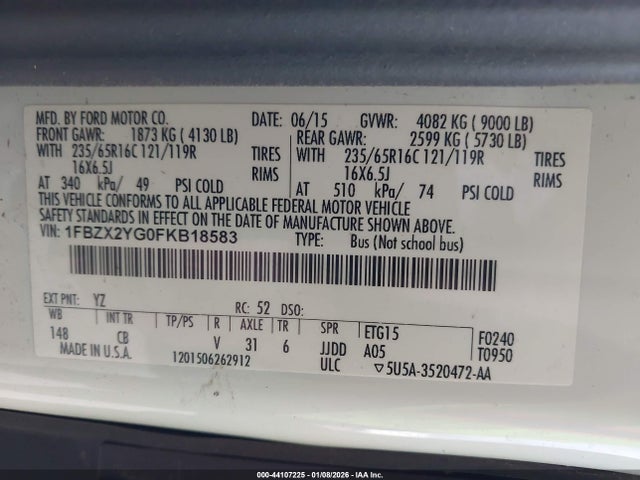 MFD. BY FORD MOTOR CO. DATE: 06/15 GVWR: 4082 KG ( 9000 LB)
FRONT GAWR: 1873 KG ( 4130 LB) REAR GAWR: 2599 KG ( 5730 LB)
WITH 235/65R16C 121/119R TIRES WITH 235/65R16C 121/119R TIRES
16X6.5J RIMS 16X6.5J RIMS
AT 340 kPa/ 49 PSI COLD AT 510 kPa/ 74 PSI COLD
THIS VEHICLE CONFORMS TO ALL APPLICABLE FEDERAL MOTOR VEHICLE
SAFETY STANDARDS IN EFFECT ON THE DATE OF MANUFACTURE SHOWN ABOVE.
VIN: 1FBZX2YG0FKB18583 TYPE: Bus (Not school bus)
EXT PNT: YZ RC: 52 DSO:
WB INT TR TP/PS R AXLE TR SPR ETG15 F0240
148 CB V 31 6 JJDD A05 T0950
MADE IN U.S.A. 1201506262912 ULC ▽5U5A-3520472-AA
000-44107225 - 01/08/2026 - IAA Inc.